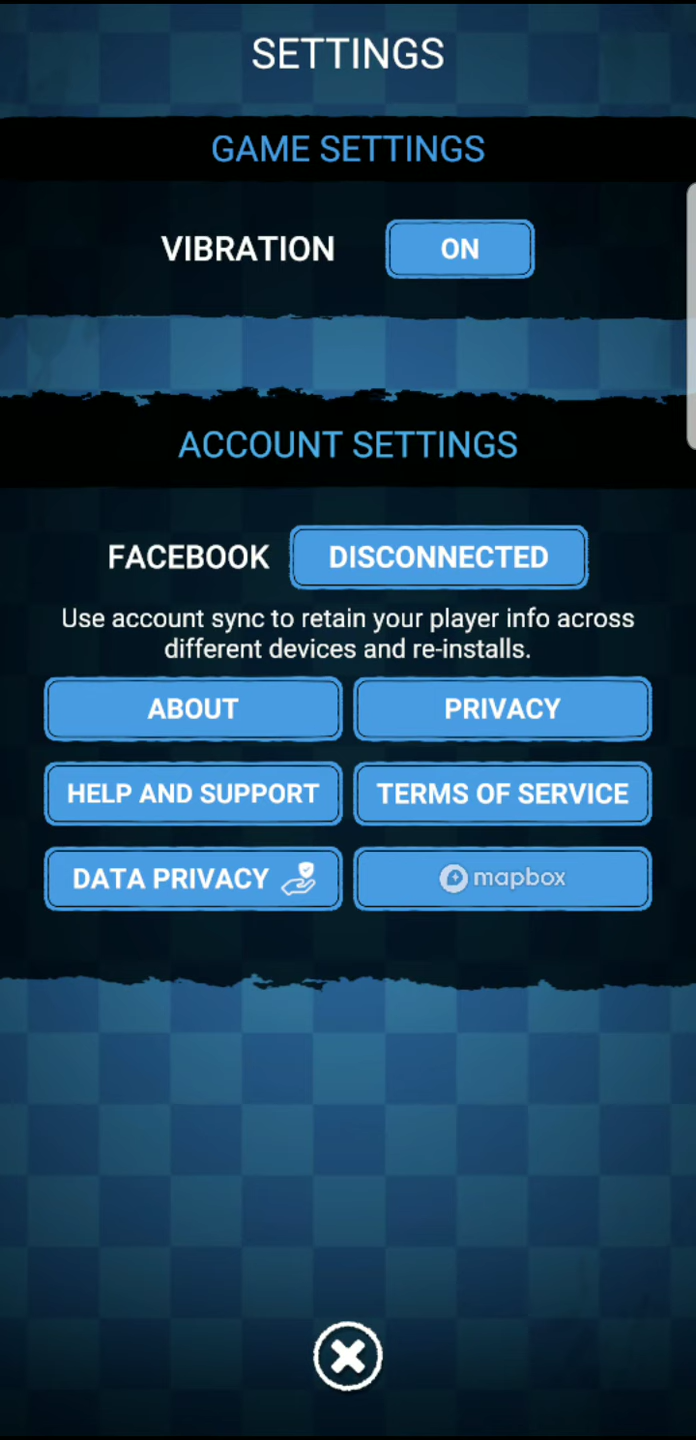 SETTINGS
GAME SETTINGS
VIBRATION ON
ACCOUNT SETTINGS
FACEBOOK DISCONNECTED
Use account sync to retain your player info across
different devices and re-installs.
ABOUT PRIVACY
HELP AND SUPPORT TERMS OF SERVICE
DATA PRIVACY mapbox